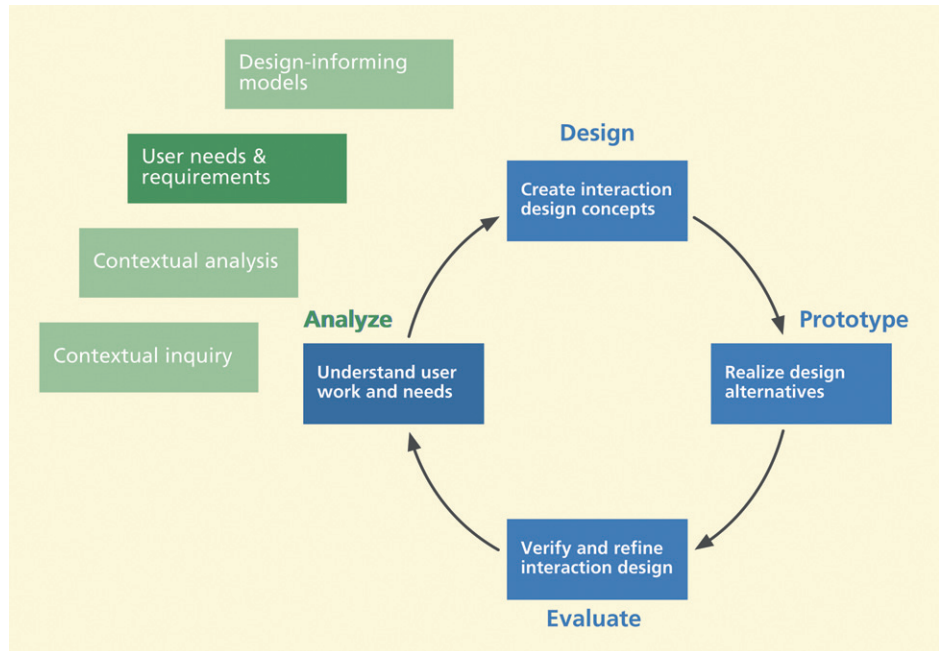 Design-informing
models
User needs &
requirements
Contextual analysis
Contextual inquiry
Analyze
Understand user
work and needs
Design
Create interaction
design concepts
Prototype
Realize design
alternatives
Verify and refine
interaction design
Evaluate